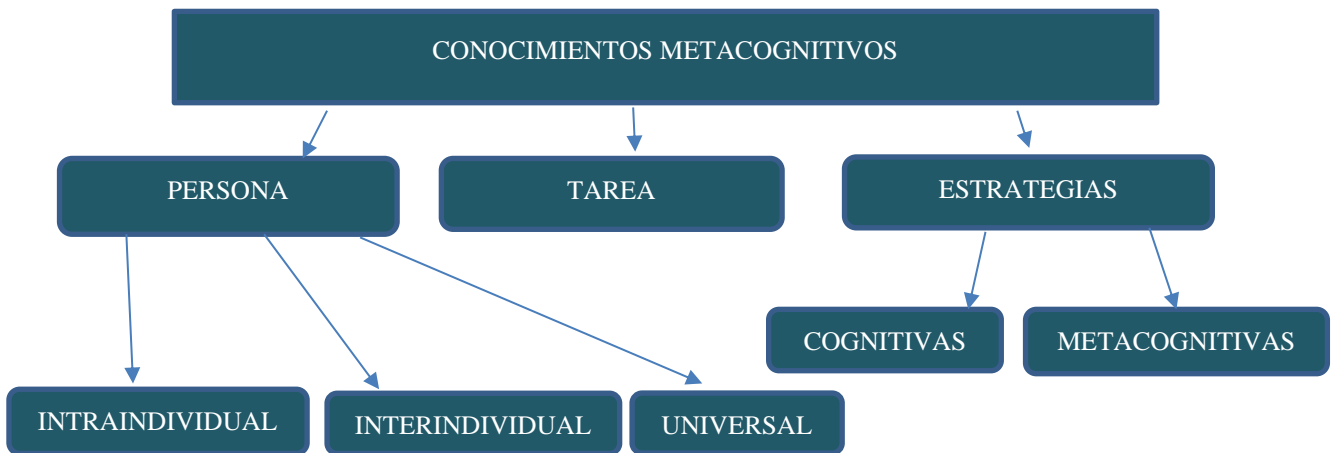 CONOCIMIENTOS METACOGNITIVOS
PERSONA
TAREA
ESTRATEGIAS
COGNITIVAS
METACOGNITIVAS
INTRAINDIVIDUAL
INTERINDIVIDUAL
UNIVERSAL